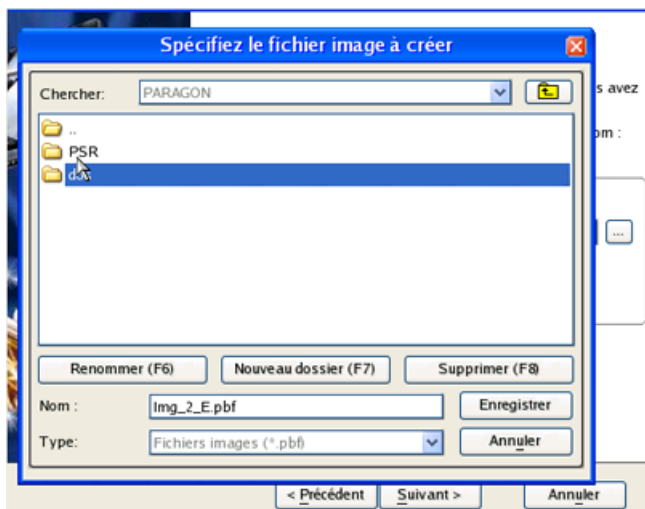 Spécifiez le fichier image à créer
Chercher: PARAGON
s avez
..
PSR
om :
...
Renommer (F6) Nouveau dossier (F7) Supprimer (F8)
Nom : Img_2_E.pbf Enregistrer
Type: Fichiers images (*.pbf) Annuler
< Précédent Suivant > Annuler